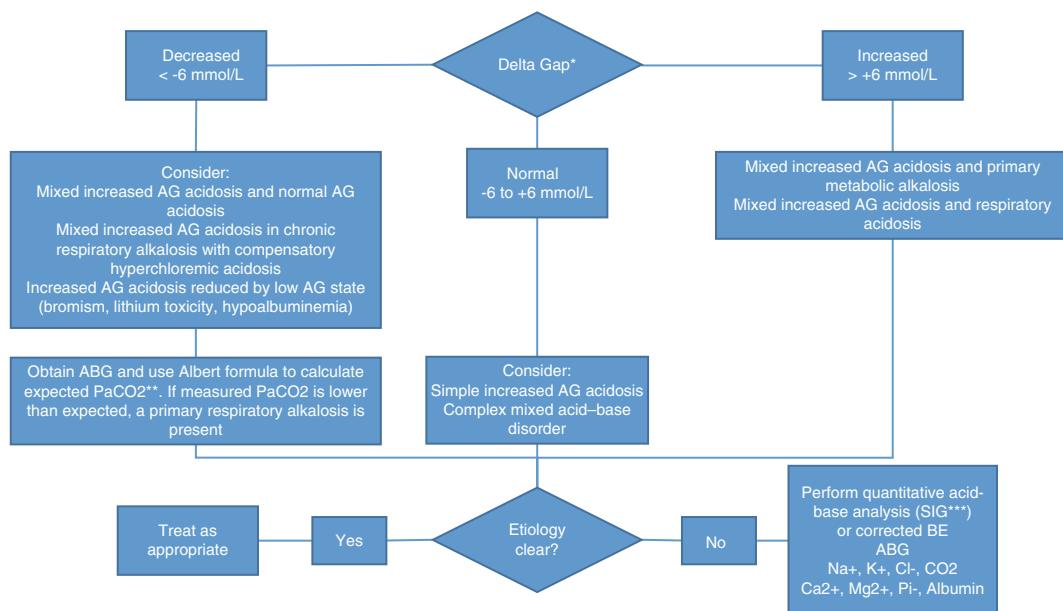 Delta Gap*
Decreased
< -6 mmol/L
Increased
> +6 mmol/L
Consider:
Mixed increased AG acidosis and normal AG
acidosis
Mixed increased AG acidosis in chronic
respiratory alkalosis with compensatory
hyperchloremic acidosis
Increased AG acidosis reduced by low AG state
(bromism, lithium toxicity, hypoalbuminemia)
Normal
-6 to +6 mmol/L
Mixed increased AG acidosis and primary
metabolic alkalosis
Mixed increased AG acidosis and respiratory
acidosis
Obtain ABG and use Albert formula to calculate
expected PaCO2**. If measured PaCO2 is lower
than expected, a primary respiratory alkalosis is
present
Consider:
Simple increased AG acidosis
Complex mixed acid–base
disorder
Etiology
clear?
Yes
Treat as
appropriate
No
Perform quantitative acid-
base analysis (SIG***)
or corrected BE
ABG
Na+, K+, Cl-, CO2
Ca2+, Mg2+, Pi-, Albumin